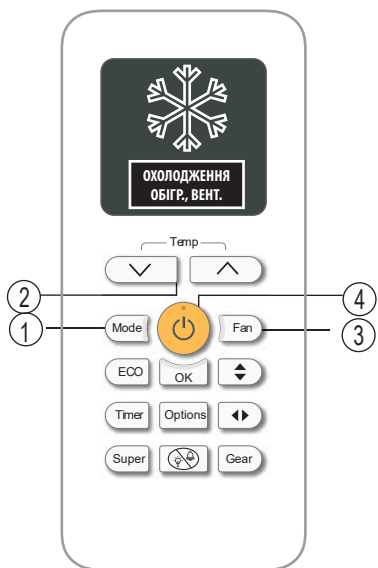 ОХОЛОДЖЕННЯ
ОБІГР., ВЕНТ.
Temp
2
4
1
Mode
Fan
3
ECO
OK
Timer
Options
Super
Gear